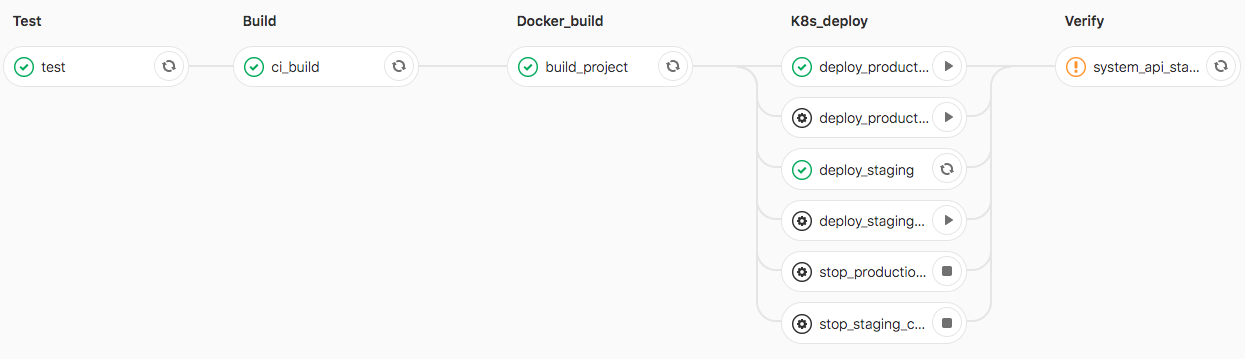 Test
Build
Docker_build
K8s_deploy
Verify
test
ci_build
build_project
deploy_product...
system_api_sta...
deploy_product...
deploy_staging
deploy_staging...
stop_productio...
stop_staging_c...